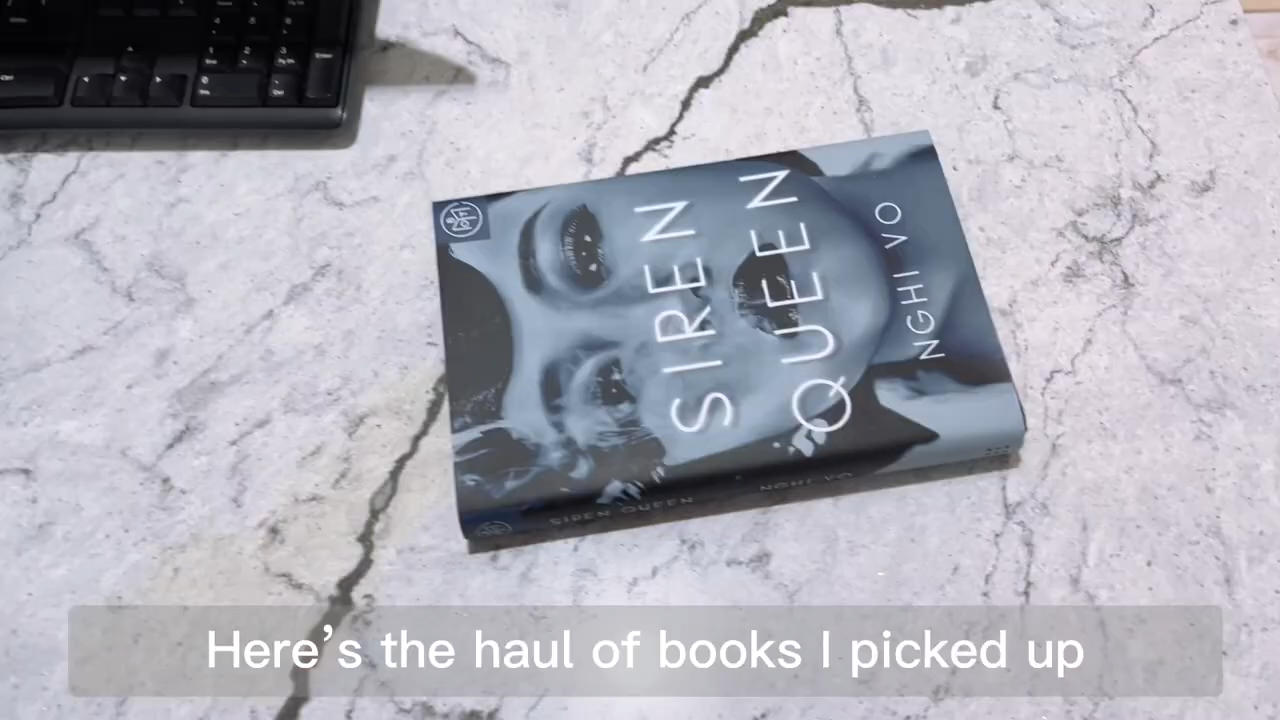 SIREN
QUEEN
NGHI VO
SIREN QUEEN
NGHI VO
Here's the haul of books I picked up